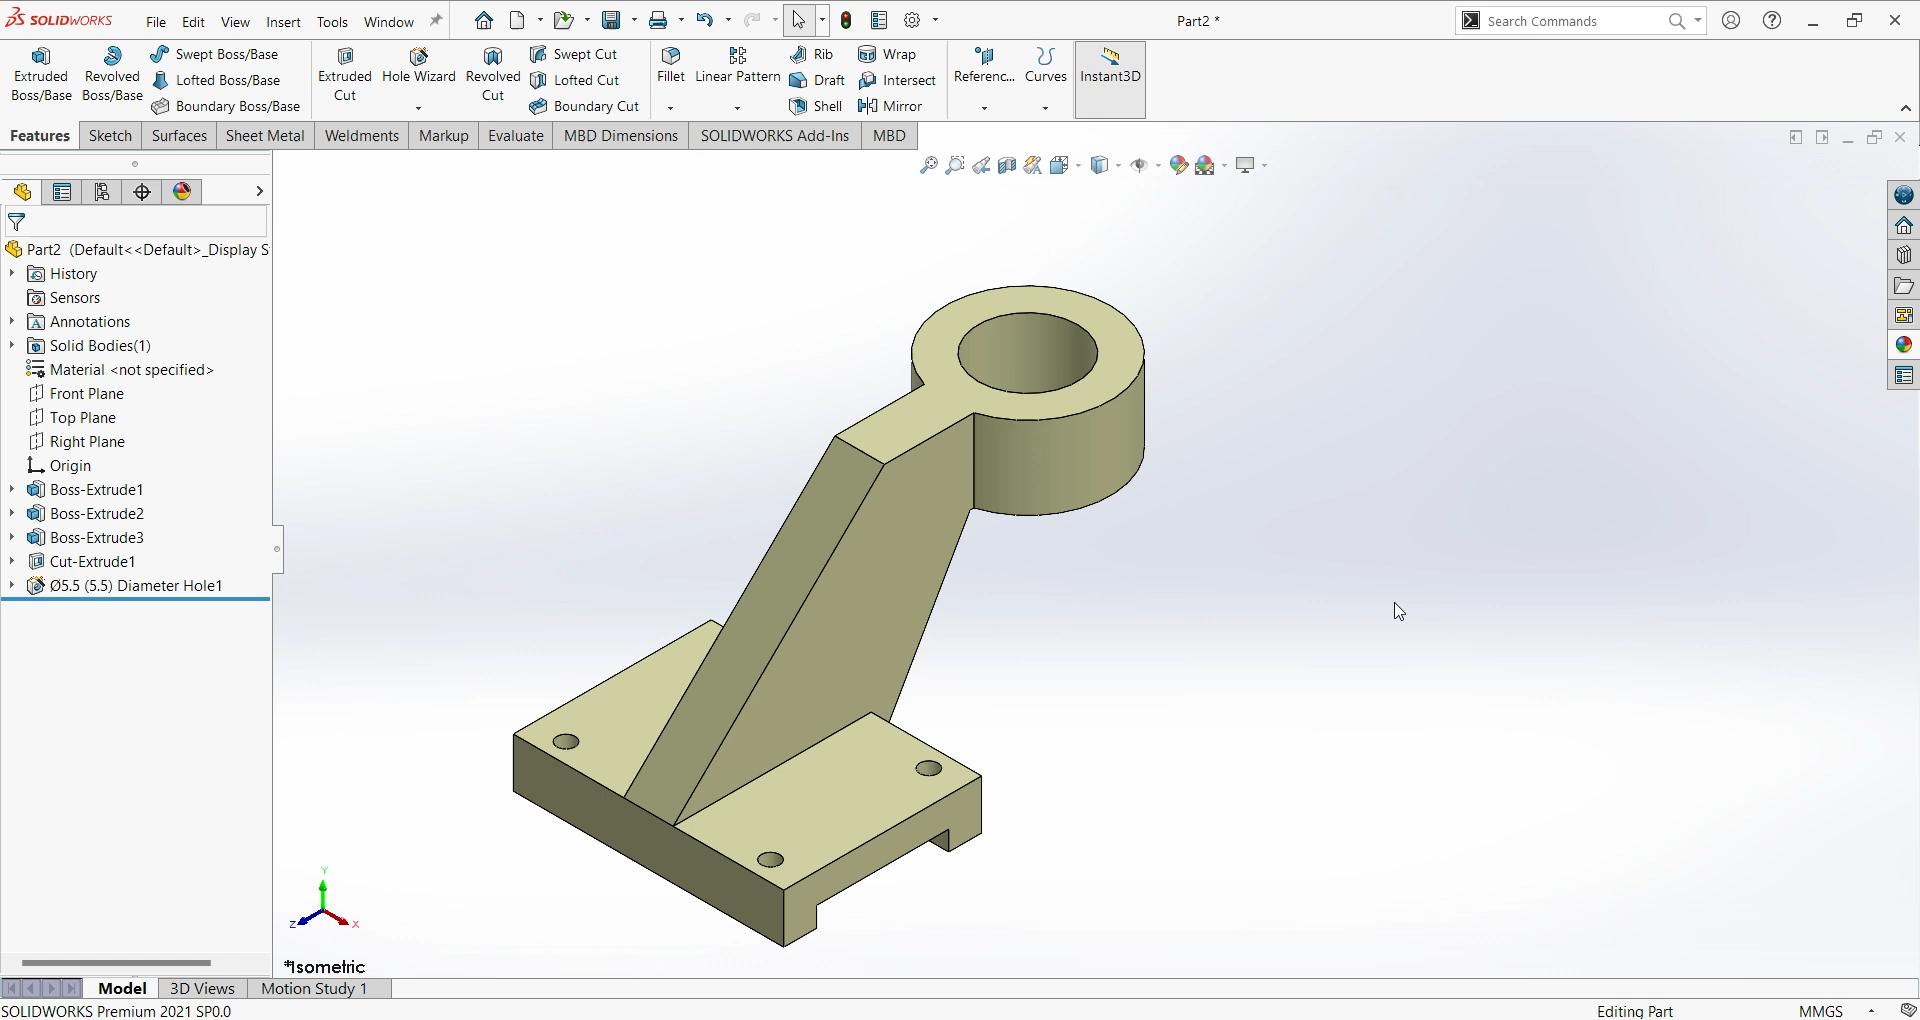 SOLIDWORKS File Edit View Insert Tools Window Part2 * Search Commands
Extruded Boss/Base
Revolved Boss/Base
Swept Boss/Base
Lofted Boss/Base
Boundary Boss/Base
Extruded Cut
Hole Wizard
Revolved Cut
Swept Cut
Lofted Cut
Boundary Cut
Fillet
Linear Pattern
Rib
Draft
Shell
Wrap
Intersect
Mirror
Referenc...
Curves
Instant3D
Features Sketch Surfaces Sheet Metal Weldments Markup Evaluate MBD Dimensions SOLIDWORKS Add-Ins MBD
Part2 (Default<<Default>_Display S
History
Sensors
Annotations
Solid Bodies(1)
Material <not specified>
Front Plane
Top Plane
Right Plane
Origin
Boss-Extrude1
Boss-Extrude2
Boss-Extrude3
Cut-Extrude1
Ø5.5 (5.5) Diameter Hole1
Y
Z X
*Isometric
Model 3D Views Motion Study 1
SOLIDWORKS Premium 2021 SP0.0 Editing Part MMGS